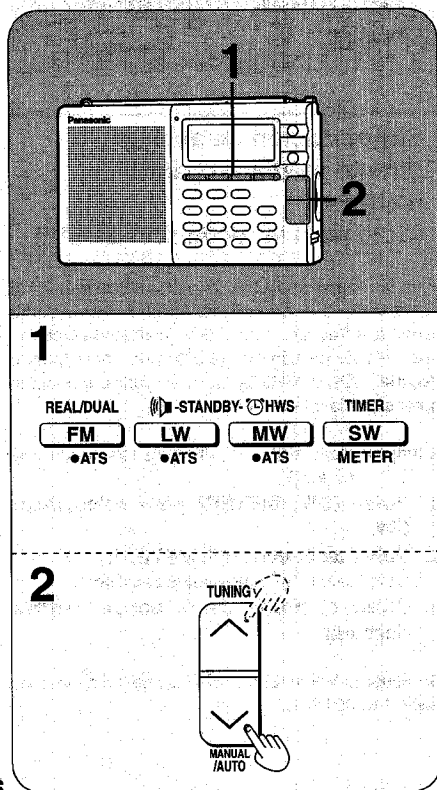 1
Panasonic
2
1
REAL/DUAL -STANDBY- HWS TIMER
FM LW MW SW
•ATS •ATS •ATS METER
2
TUNING
MANUAL
/AUTO